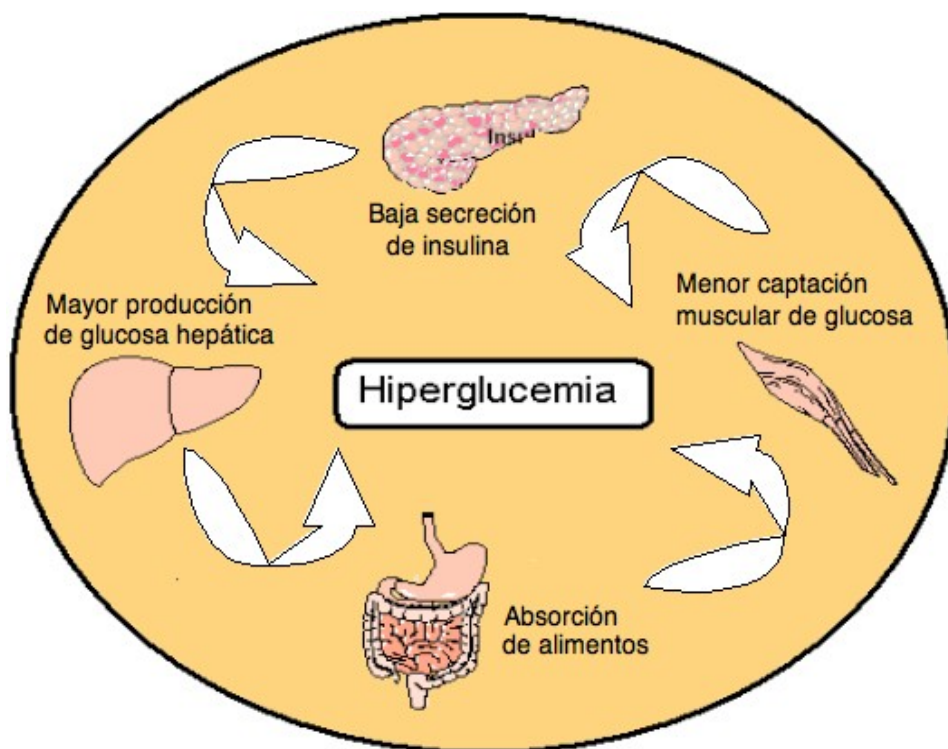 Baja secreción
de insulina
Mayor producción
de glucosa hepática
Menor captación
muscular de glucosa
Hiperglucemia
Absorción
de alimentos